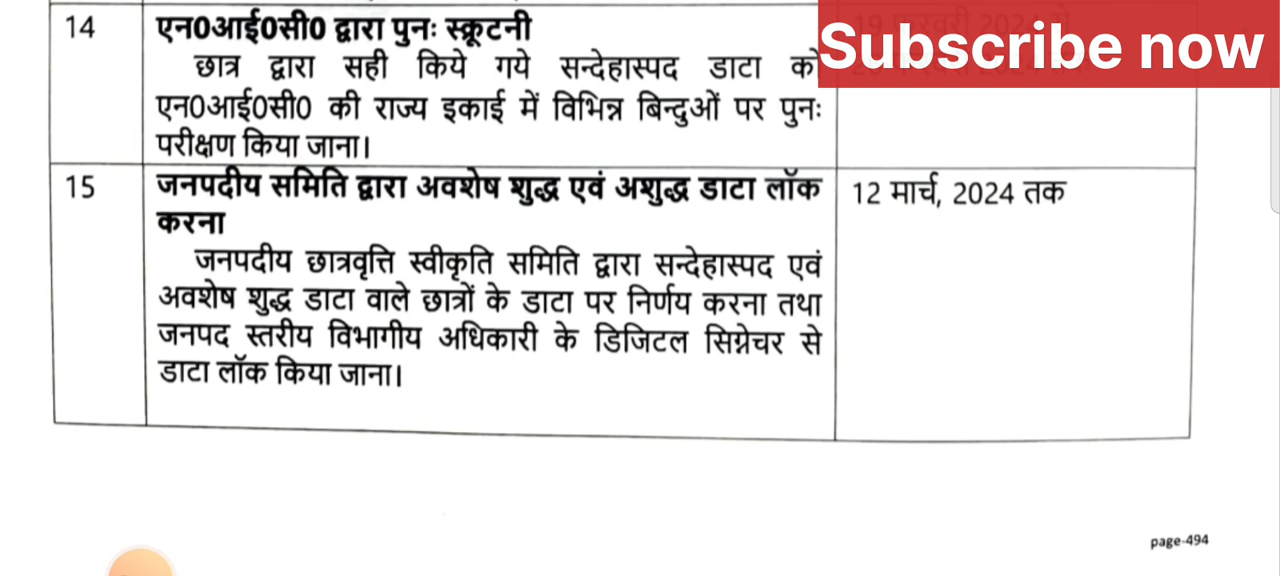 14
एन0आई0सी0 द्वारा पुनः स्क्रूटनी
छात्र द्वारा सही किये गये सन्देहास्पद डाटा को
एन0आई0सी0 की राज्य इकाई में विभिन्न बिन्दुओं पर पुनः
परीक्षण किया जाना।
Subscribe now
15
जनपदीय समिति द्वारा अवशेष शुद्ध एवं अशुद्ध डाटा लॉक
करना
जनपदीय छात्रवृत्ति स्वीकृति समिति द्वारा सन्देहास्पद एवं
अवशेष शुद्ध डाटा वाले छात्रों के डाटा पर निर्णय करना तथा
जनपद स्तरीय विभागीय अधिकारी के डिजिटल सिग्नेचर से
डाटा लॉक किया जाना।
12 मार्च, 2024 तक
page-494